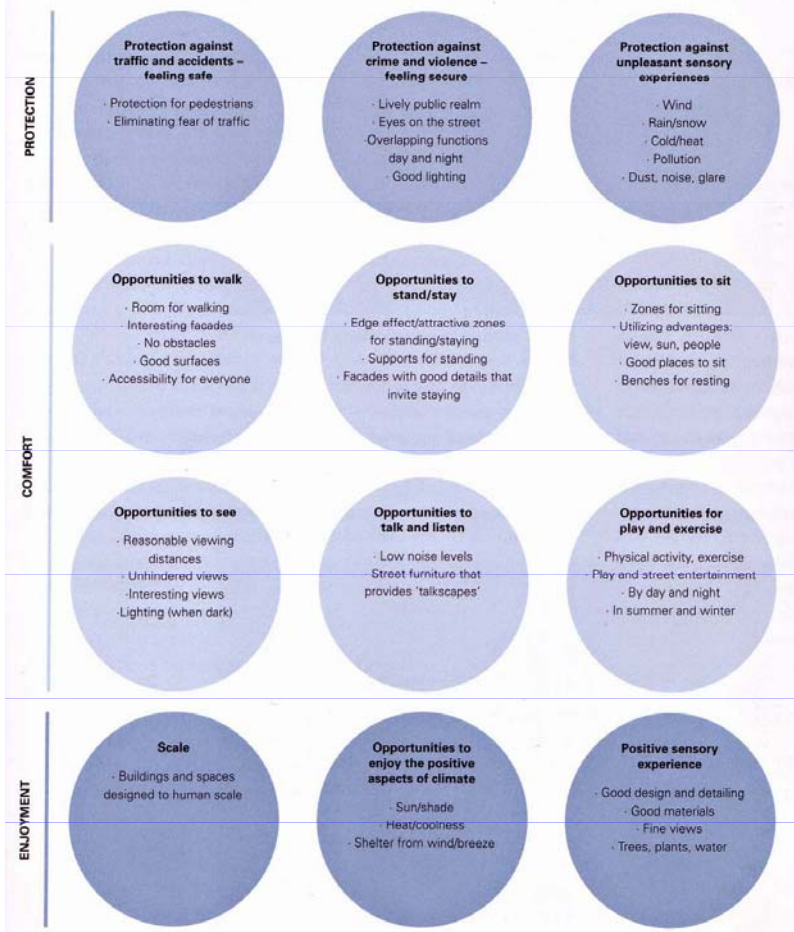 PROTECTION
Protection against
traffic and accidents –
feeling safe
· Protection for pedestrians
· Eliminating fear of traffic
Protection against
crime and violence –
feeling secure
· Lively public realm
· Eyes on the street
·Overlapping functions
day and night
· Good lighting
Protection against
unpleasant sensory
experiences
· Wind
· Rain/snow
· Cold/heat
· Pollution
· Dust, noise, glare
COMFORT
Opportunities to walk
· Room for walking
· Interesting facades
· No obstacles
· Good surfaces
· Accessibility for everyone
Opportunities to
stand/stay
· Edge effect/attractive zones
for standing/staying
· Supports for standing
· Facades with good details that
invite staying
Opportunities to sit
· Zones for sitting
· Utilizing advantages:
view, sun, people
· Good places to sit
· Benches for resting
Opportunities to see
· Reasonable viewing
distances
· Unhindered views
·Interesting views
·Lighting (when dark)
Opportunities to
talk and listen
· Low noise levels
· Street furniture that
provides 'talkscapes'
Opportunities for
play and exercise
· Physical activity, exercise
· Play and street entertainment
· By day and night
· In summer and winter
ENJOYMENT
Scale
· Buildings and spaces
designed to human scale
Opportunities to
enjoy the positive
aspects of climate
· Sun/shade
· Heat/coolness
· Shelter from wind/breeze
Positive sensory
experience
· Good design and detailing
· Good materials
· Fine views
· Trees, plants, water